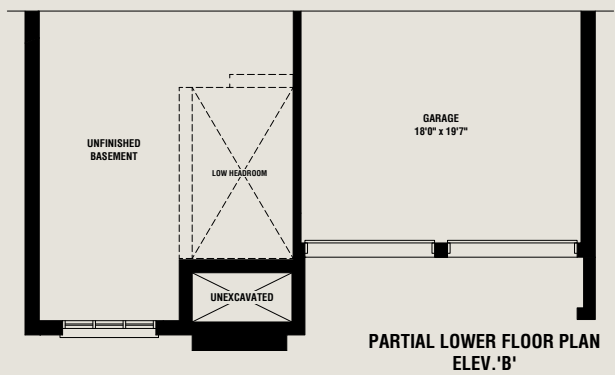 UNFINISHED
BASEMENT
LOW HEADROOM
GARAGE
18'0" x 19'7"
UNEXCAVATED
PARTIAL LOWER FLOOR PLAN
ELEV.'B'